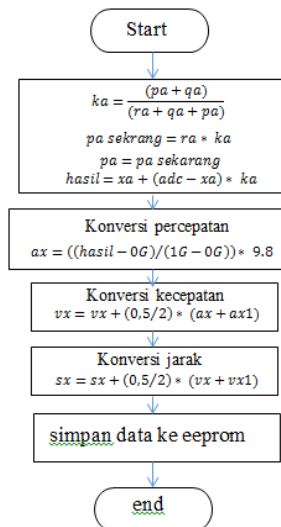 Start
ka = (pa + qa)
(ra + qa + pa)
pa sekrang = ra * ka
pa = pa sekarang
hasil = xa + (adc − xa) * ka
Konversi percepatan
ax = ((hasil − 0G)/(1G − 0G)) * 9.8
Konversi kecepatan
vx = vx + (0,5/2) * (ax + ax1)
Konversi jarak
sx = sx + (0,5/2) * (vx + vx1)
simpan data ke eeprom
end